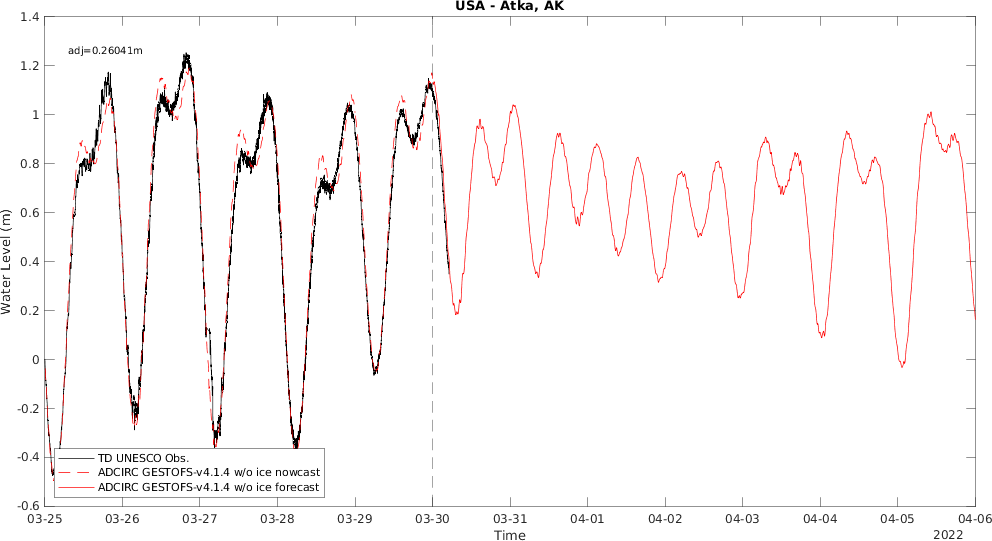 USA - Atka, AK
adj=0.26041m
Water Level (m)
1.4
1.2
1
0.8
0.6
0.4
0.2
0
-0.2
-0.4
-0.6
TD UNESCO Obs.
ADCIRC GESTOFS-v4.1.4 w/o ice nowcast
ADCIRC GESTOFS-v4.1.4 w/o ice forecast
03-25 03-26 03-27 03-28 03-29 03-30 03-31 04-01 04-02 04-03 04-04 04-05 04-06
Time
2022